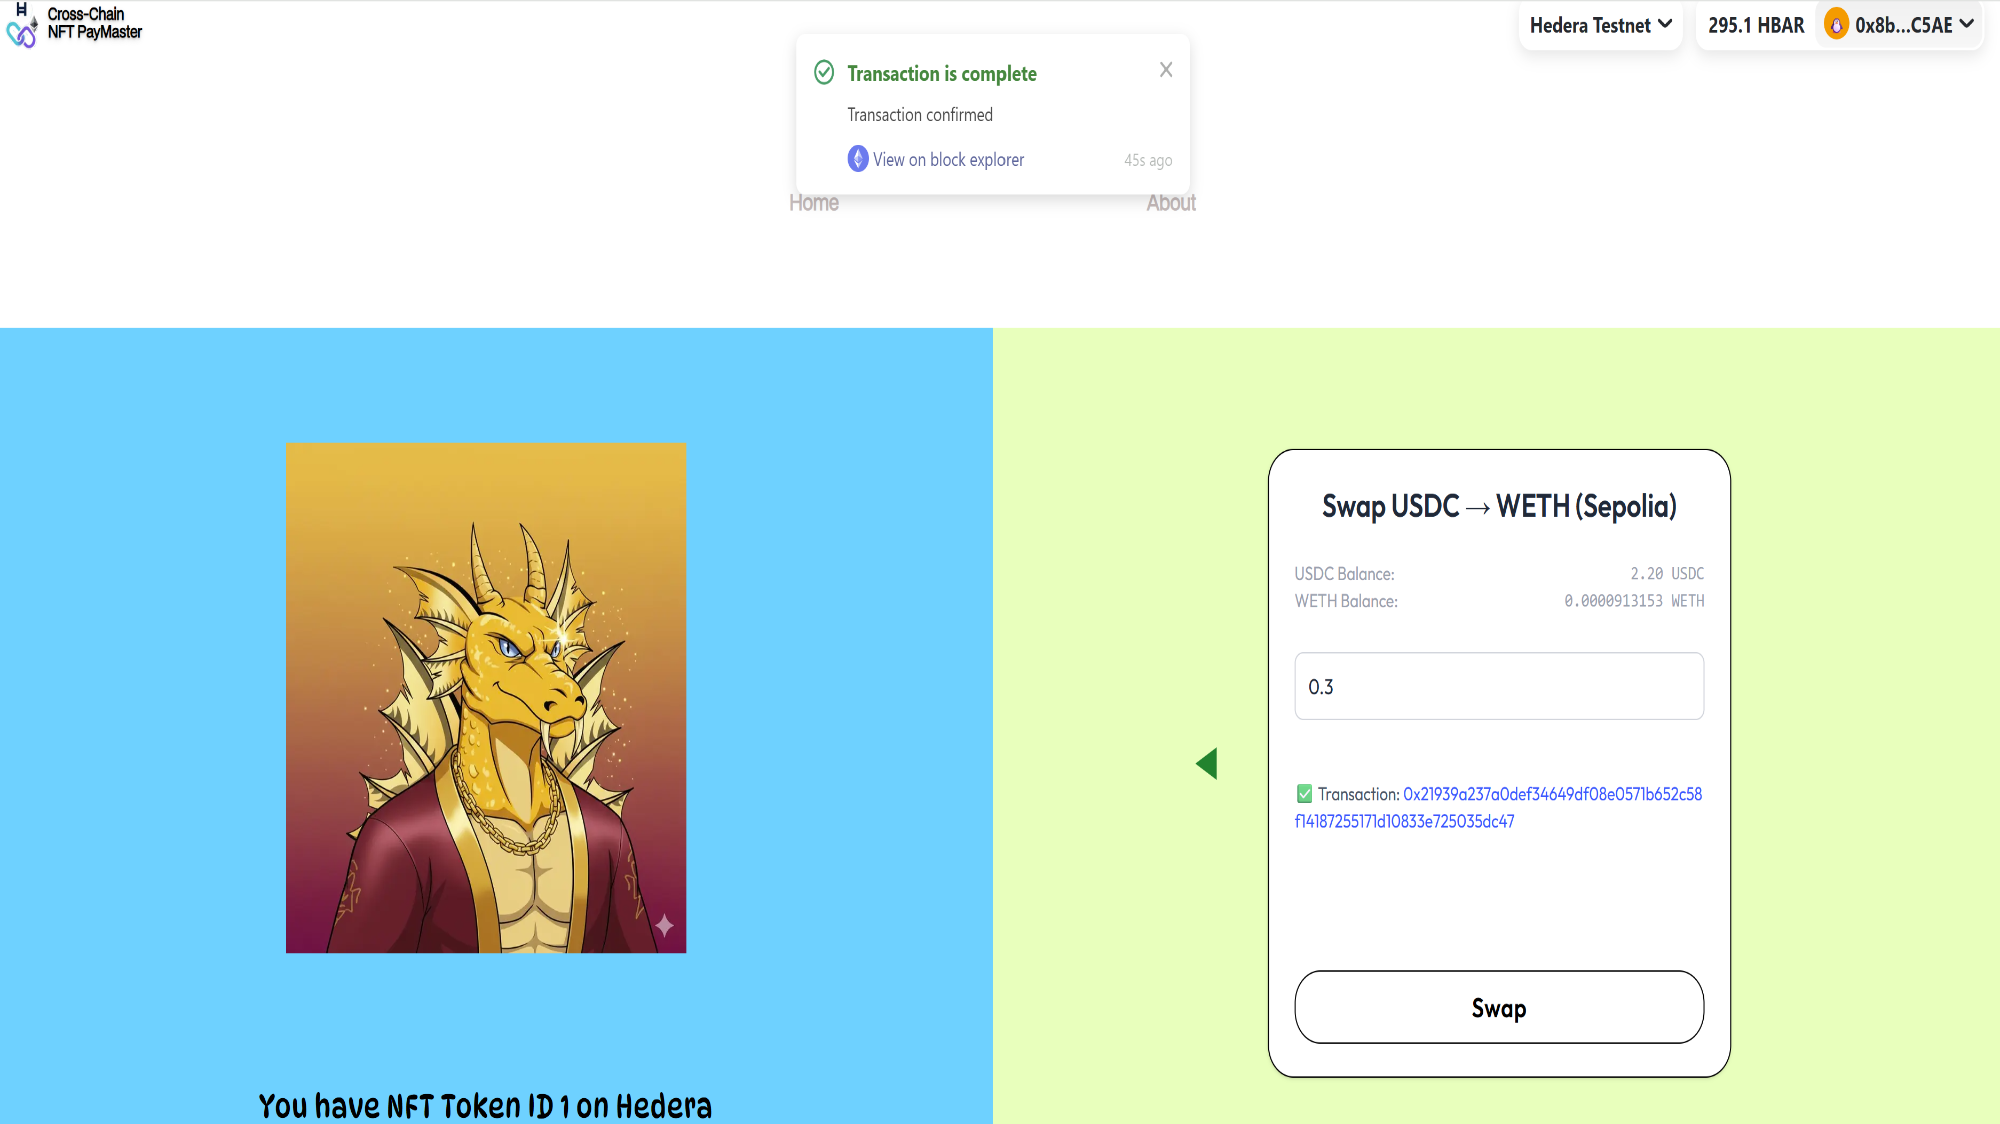 Cross-Chain
NFT PayMaster
Hedera Testnet
295.1 HBAR
0x8b...C5AE
Transaction is complete
Transaction confirmed
View on block explorer
45s ago
Home
About
Swap USDC → WETH (Sepolia)
USDC Balance: 2.20 USDC
WETH Balance: 0.0000913153 WETH
0.3
✅ Transaction: 0x21939a237a0def34649df08e0571b652c58
f14187255171d10833e725035dc47
Swap
You have NFT Token ID 1 on Hedera